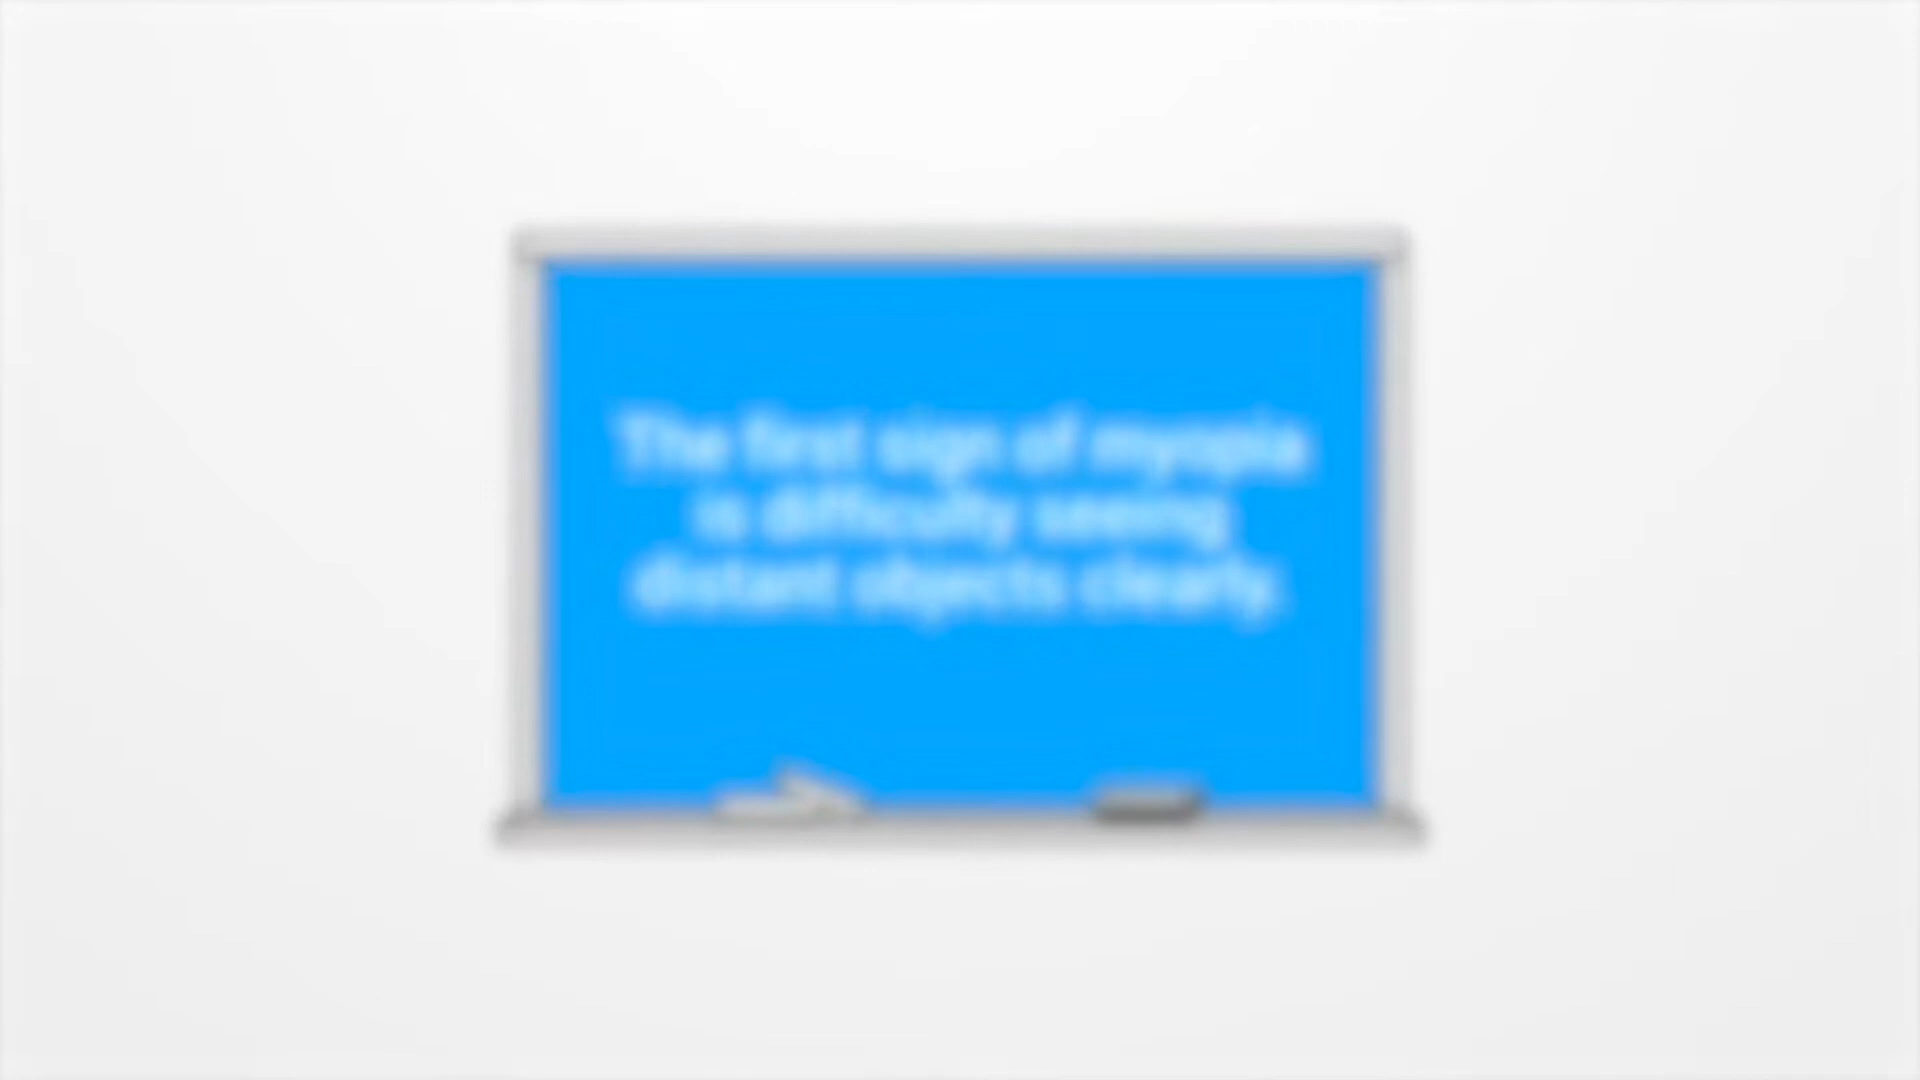 The first sign of myopia
is difficulty seeing
distant objects clearly.